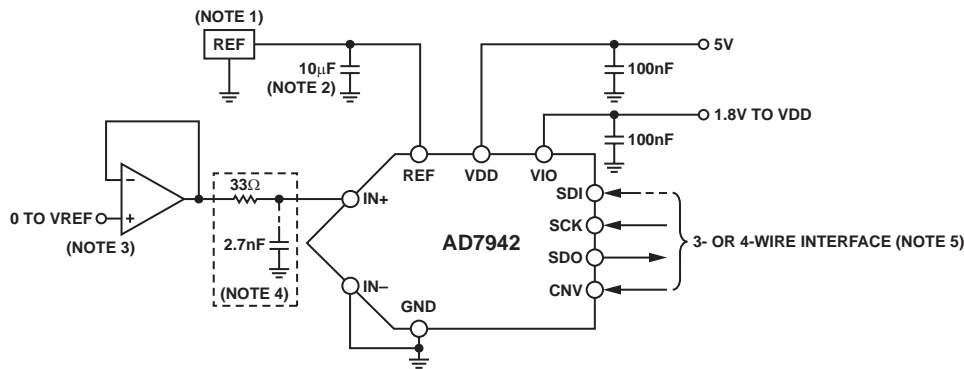 (NOTE 1)
REF
10μF
(NOTE 2)
5V
100nF
1.8V TO VDD
100nF
REF
VDD
VIO
33Ω
IN+
SDI
0 TO VREF
−
+
(NOTE 3)
2.7nF
SCK
AD7942
3- OR 4-WIRE INTERFACE (NOTE 5)
SDO
(NOTE 4)
IN−
CNV
GND